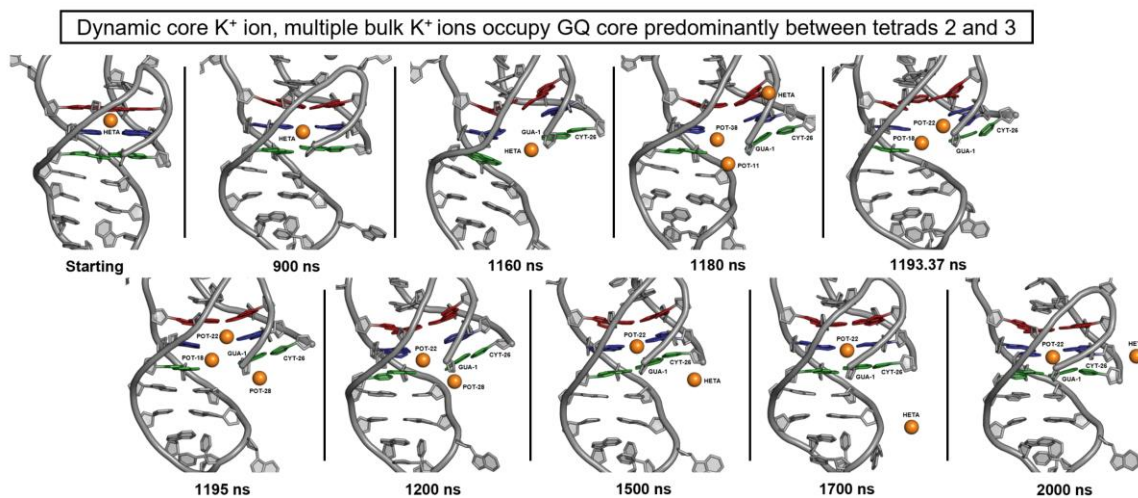 Dynamic core K⁺ ion, multiple bulk K⁺ ions occupy GQ core predominantly between tetrads 2 and 3
HETA
Starting
HETA
900 ns
GUA-1
CYT-26
HETA
1160 ns
HETA
POT-38
CYT-26
GUA-1
POT-11
1180 ns
POT-22
POT-18
CYT-26
GUA-1
1193.37 ns
POT-22
POT-18
GUA-1
CYT-26
POT-28
1195 ns
POT-22
CYT-26
GUA-1
POT-28
1200 ns
POT-22
CYT-26
GUA-1
HETA
1500 ns
POT-22
CYT-26
GUA-1
HETA
1700 ns
POT-22
HET
CYT-26
GUA-1
2000 ns